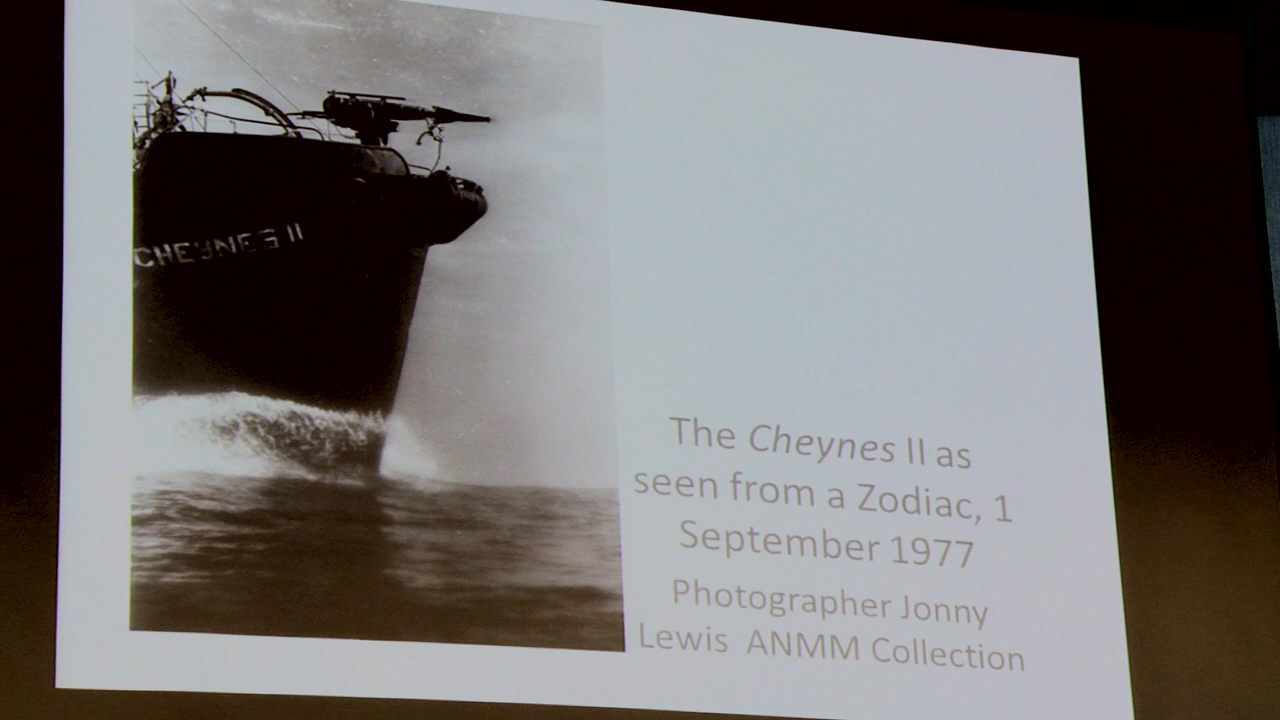 CHEYNES II
The Cheynes II as
seen from a Zodiac, 1
September 1977
Photographer Jonny
Lewis ANMM Collection